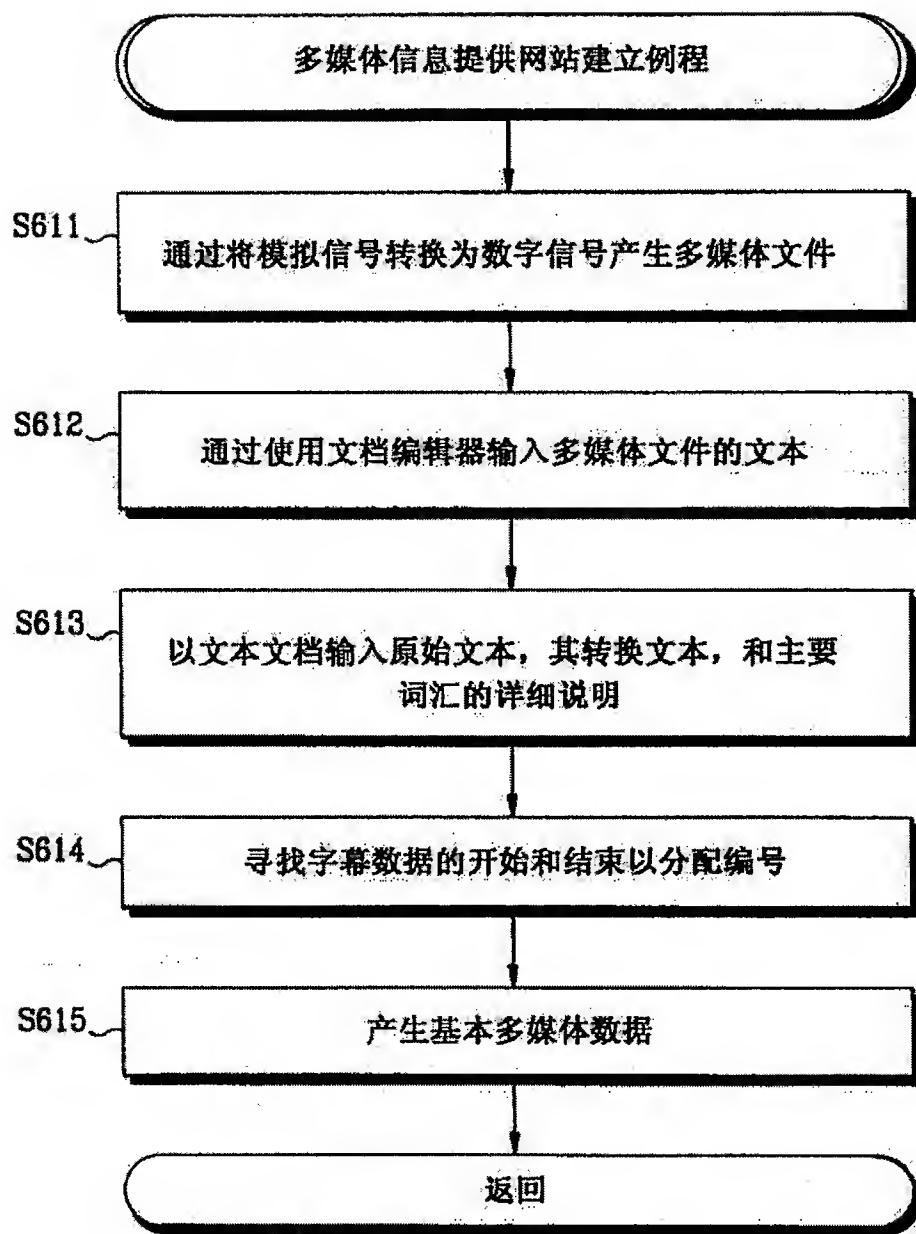 多媒体信息提供网站建立例程
S611
通过将模拟信号转换为数字信号产生多媒体文件
S612
通过使用文档编辑器输入多媒体文件的文本
S613
以文本文档输入原始文本，其转换文本，和主要
词汇的详细说明
S614
寻找字幕数据的开始和结束以分配编号
S615
产生基本多媒体数据
返回